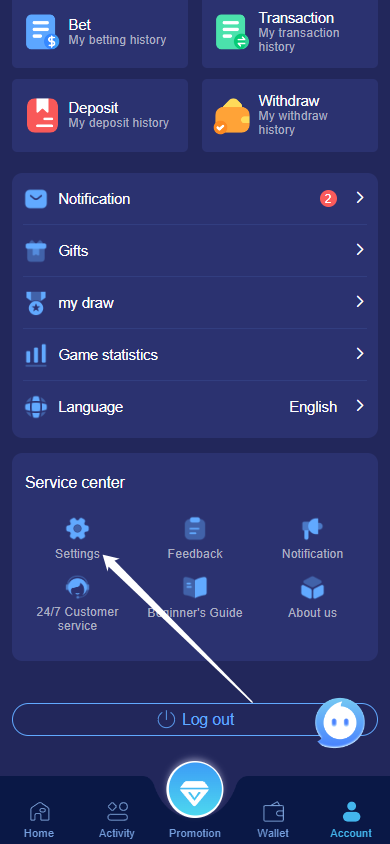 Bet
My betting history
Transaction
My transaction
history
Deposit
My deposit history
Withdraw
My withdraw
history
Notification
2
Gifts
my draw
Game statistics
Language
English
Service center
Settings
Feedback
Notification
24/7 Customer
service
Beginner's Guide
About us
Log out
Home
Activity
Promotion
Wallet
Account